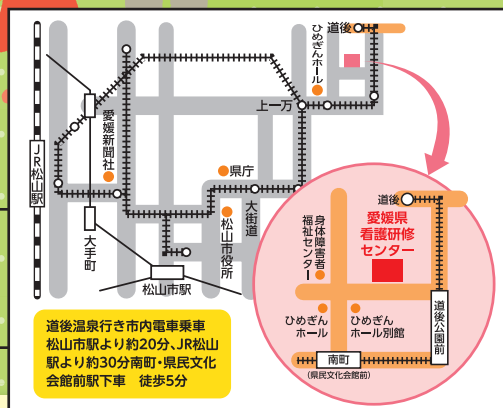 道後
ひめぎんホール
上一万
愛媛新聞社
JR松山駅
県庁
大街道
松山市役所
大手町
松山市駅
道後
愛媛県
看護研修
センター
身体障害者
福祉センター
ひめぎん
ホール
ひめぎん
ホール別館
道後公園前
南町
(県民文化会館前)
道後温泉行き市内電車乗車
松山市駅より約20分、JR松山
駅より約30分南町・県民文化
会館前駅下車 徒歩5分